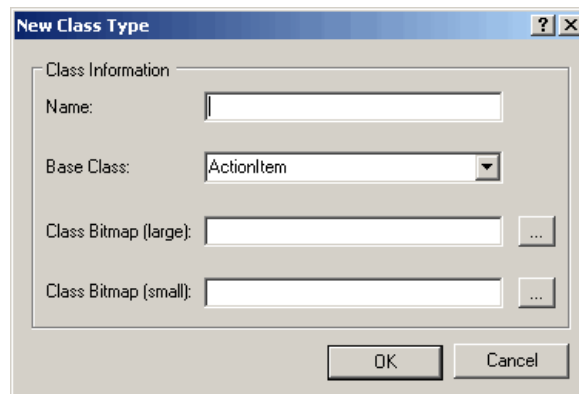 New Class Type
Class Information
Name:
Base Class: ActionItem
Class Bitmap (large): ...
Class Bitmap (small): ...
OK Cancel